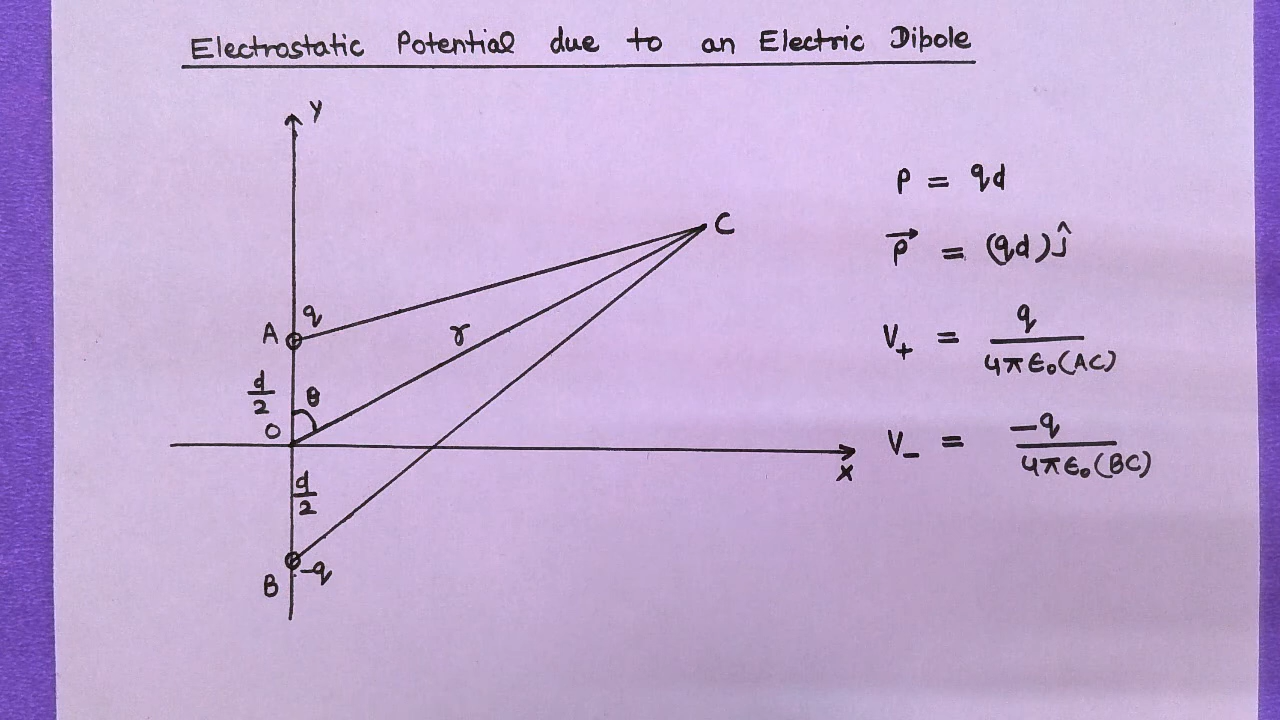 Electrostatic Potential due to an Electric Dipole
Y
C
A
q
r
d/2
θ
O
X
d/2
B
-q
P = qd
P⃗ = (qd) ĵ
V₊ = q / 4πϵ₀(AC)
V₋ = -q / 4πϵ₀(BC)